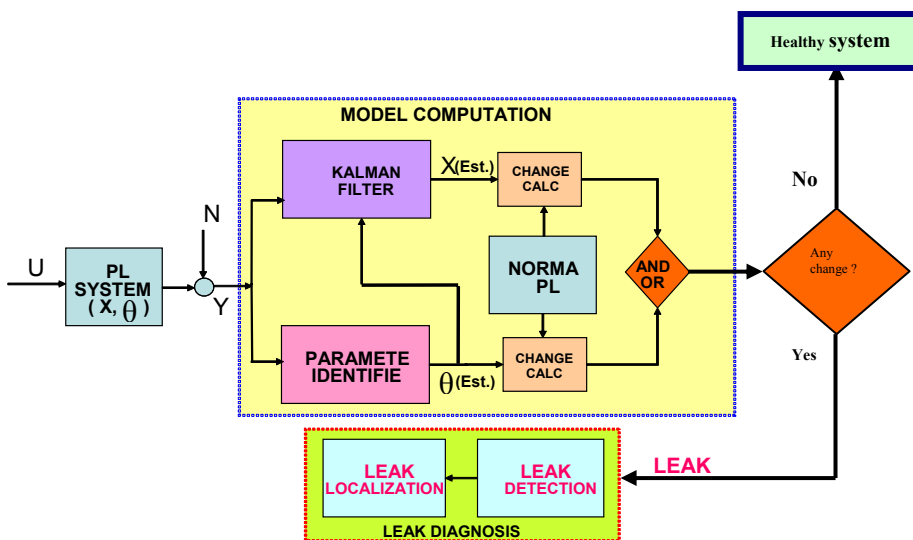 Healthy system
MODEL COMPUTATION
X(Est.)
KALMAN
FILTER
CHANGE
CALC
No
N
U
PL
SYSTEM
( X, θ )
Y
NORMA
PL
AND
OR
Any
change ?
PARAMETE
IDENTIFIE
θ(Est.)
CHANGE
CALC
Yes
LEAK
LEAK
LOCALIZATION
LEAK
DETECTION
LEAK DIAGNOSIS